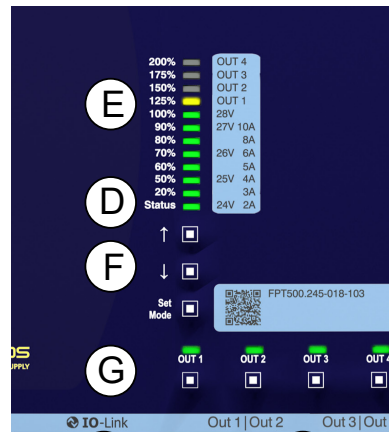 200% OUT 4
175% OUT 3
150% OUT 2
E 125% OUT 1
100% 28V
90% 27V 10A
80% 8A
70% 26V 6A
60% 5A
50% 25V 4A
20% 3A
D Status 24V 2A
↑
F ↓
FPT500.245-018-103
Set
Mode
OS
G OUT 1 OUT 2 OUT 3 OUT 4
SUPPLY
IO-Link Out 1|Out 2 Out 3|Out